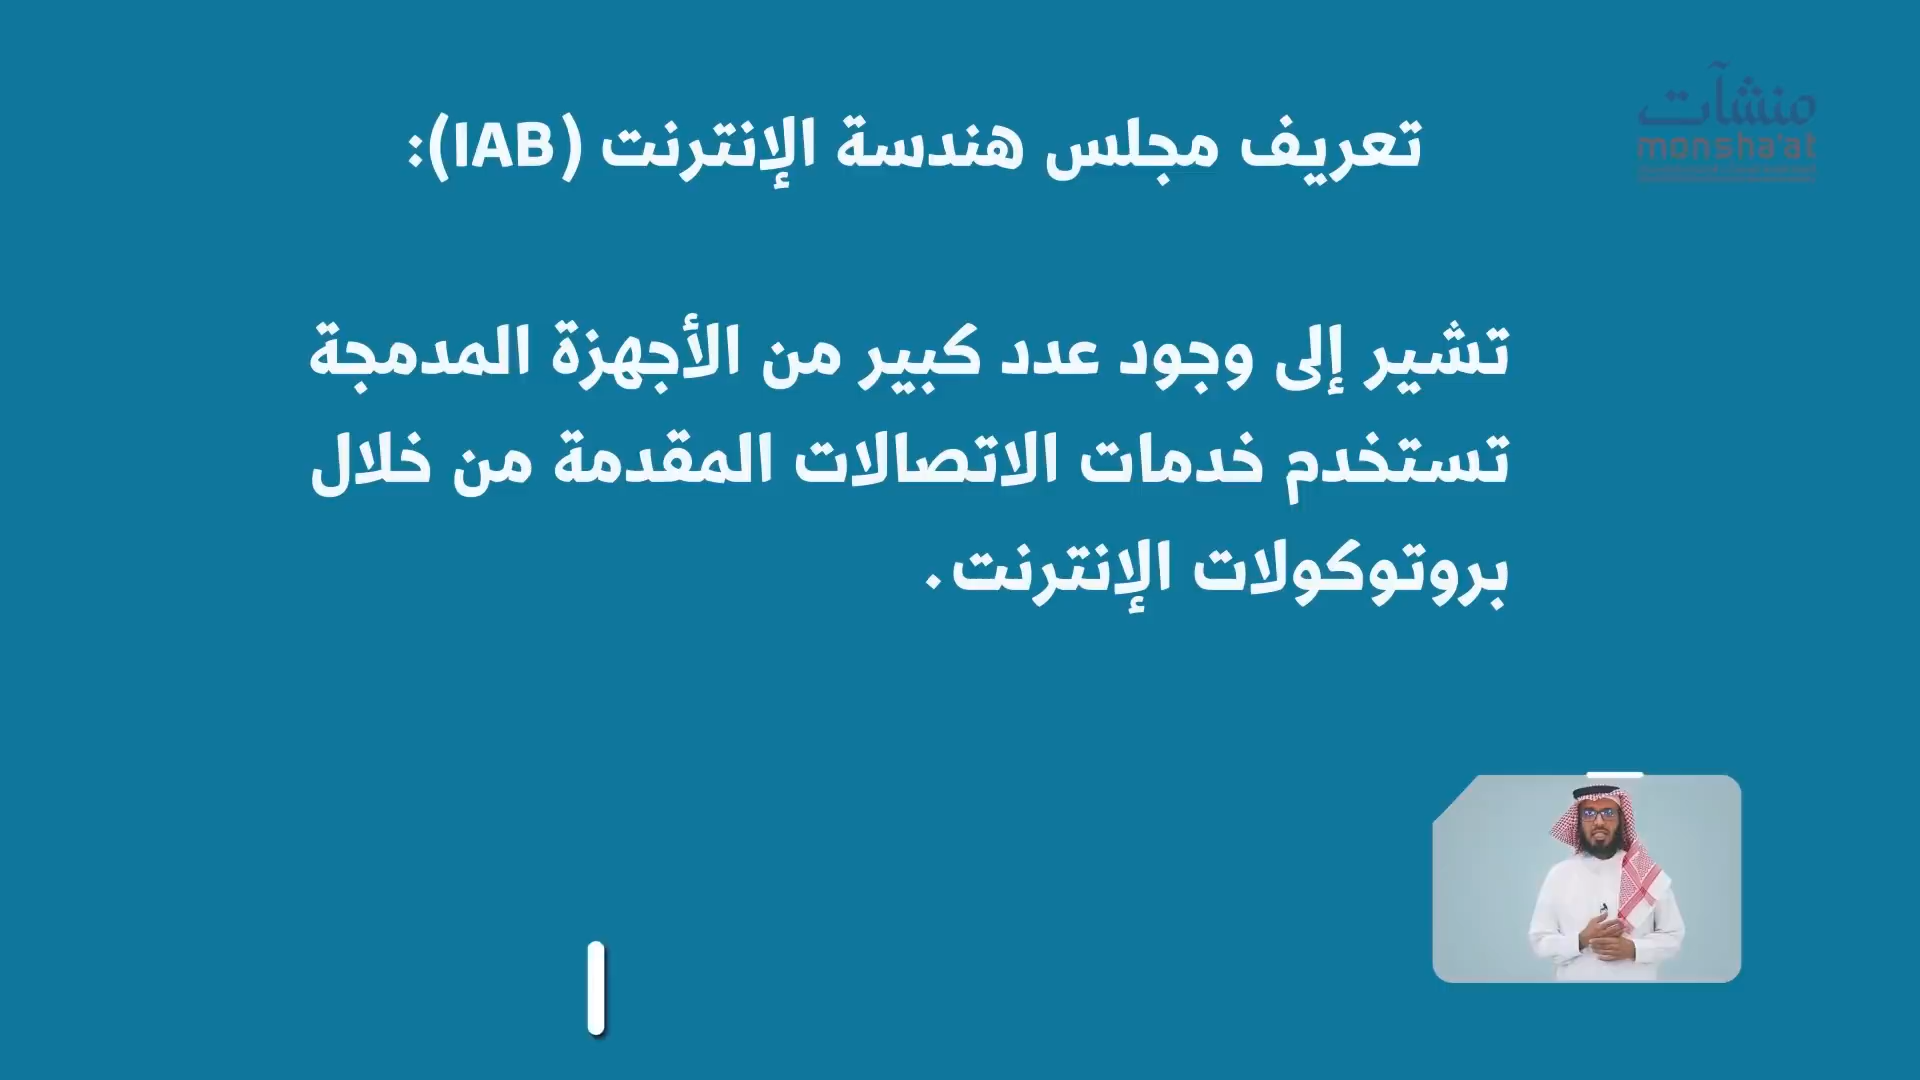 تعريف مجلس هندسة الإنترنت (IAB):
منشآت
monsha'at
تشير إلى وجود عدد كبير من الأجهزة المدمجة
تستخدم خدمات الاتصالات المقدمة من خلال
بروتوكولات الإنترنت.